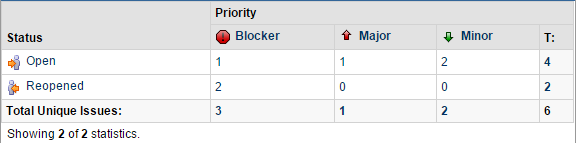 Priority
Status Blocker Major Minor T:
Open 1 1 2 4
Reopened 2 0 0 2
Total Unique Issues: 3 1 2 6
Showing 2 of 2 statistics.